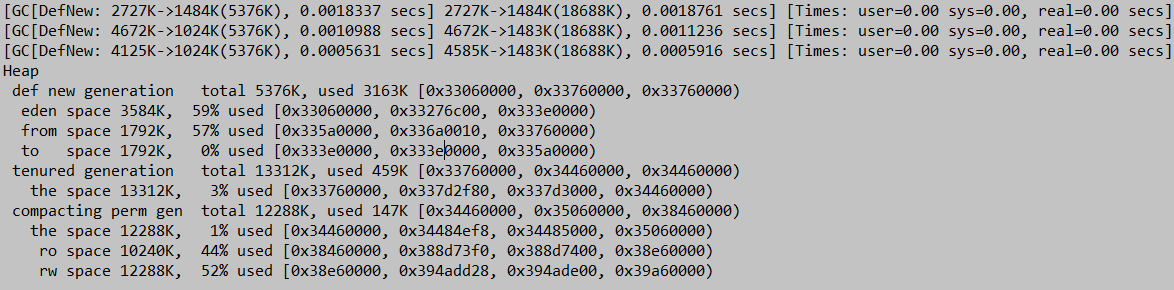 [GC[DefNew: 2727K->1484K(5376K), 0.0018337 secs] 2727K->1484K(18688K), 0.0018761 secs] [Times: user=0.00 sys=0.00, real=0.00 secs]
[GC[DefNew: 4672K->1024K(5376K), 0.0010988 secs] 4672K->1483K(18688K), 0.0011236 secs] [Times: user=0.00 sys=0.00, real=0.00 secs]
[GC[DefNew: 4125K->1024K(5376K), 0.0005631 secs] 4585K->1483K(18688K), 0.0005916 secs] [Times: user=0.00 sys=0.00, real=0.00 secs]
Heap
 def new generation   total 5376K, used 3163K [0x33060000, 0x33760000, 0x33760000)
  eden space 3584K,  59% used [0x33060000, 0x33276c00, 0x333e0000)
  from space 1792K,  57% used [0x335a0000, 0x336a0010, 0x33760000)
  to   space 1792K,   0% used [0x333e0000, 0x333e0000, 0x335a0000)
 tenured generation   total 13312K, used 459K [0x33760000, 0x34460000, 0x34460000)
   the space 13312K,   3% used [0x33760000, 0x337d2f80, 0x337d3000, 0x34460000)
 compacting perm gen  total 12288K, used 147K [0x34460000, 0x35060000, 0x38460000)
   the space 12288K,   1% used [0x34460000, 0x34484ef8, 0x34485000, 0x35060000)
    ro space 10240K,  44% used [0x38460000, 0x388d73f0, 0x388d7400, 0x38e60000)
    rw space 12288K,  52% used [0x38e60000, 0x394add28, 0x394ade00, 0x39a60000)